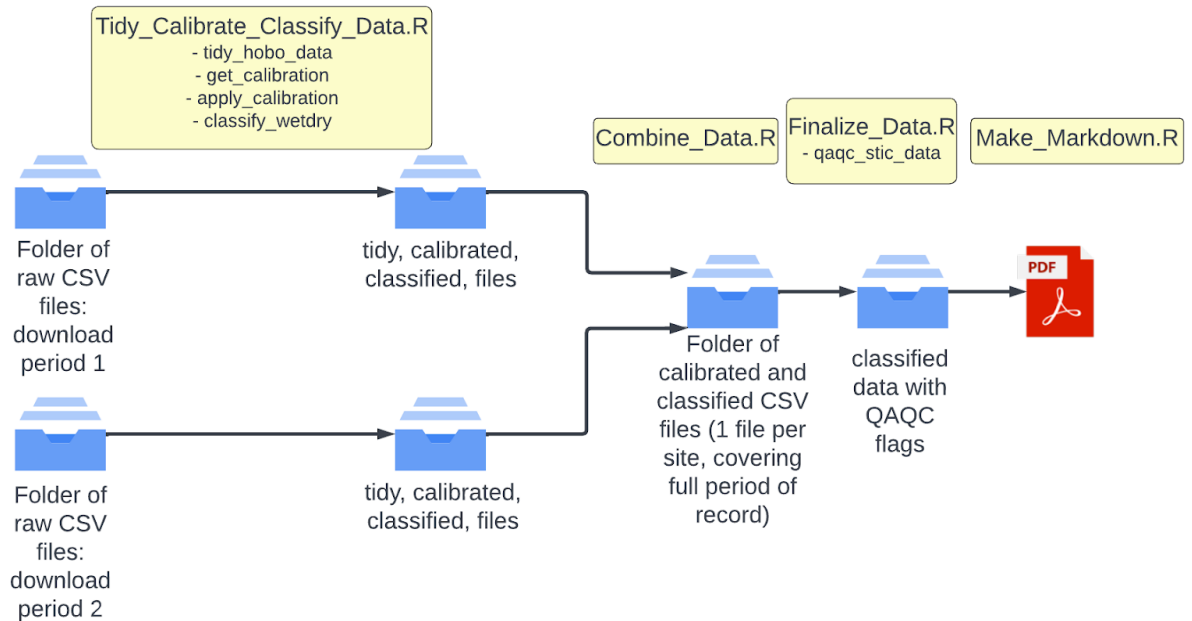 Tidy_Calibrate_Classify_Data.R
- tidy_hobo_data
- get_calibration
- apply_calibration
- classify_wetdry
Combine_Data.R
Finalize_Data.R
- qaqc_stic_data
Make_Markdown.R
Folder of
raw CSV
files:
download
period 1
tidy, calibrated,
classified, files
Folder of
calibrated and
classified CSV
files (1 file per
site, covering
full period of
record)
classified
data with
QAQC
flags
PDF
Folder of
raw CSV
files:
download
period 2
tidy, calibrated,
classified, files